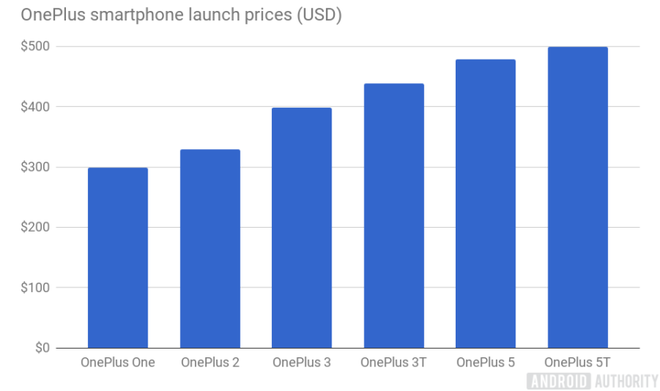 OnePlus smartphone launch prices (USD)
$500
$400
$300
$200
$100
$0
OnePlus One OnePlus 2 OnePlus 3 OnePlus 3T OnePlus 5 OnePlus 5T
ANDROID AUTHORITY